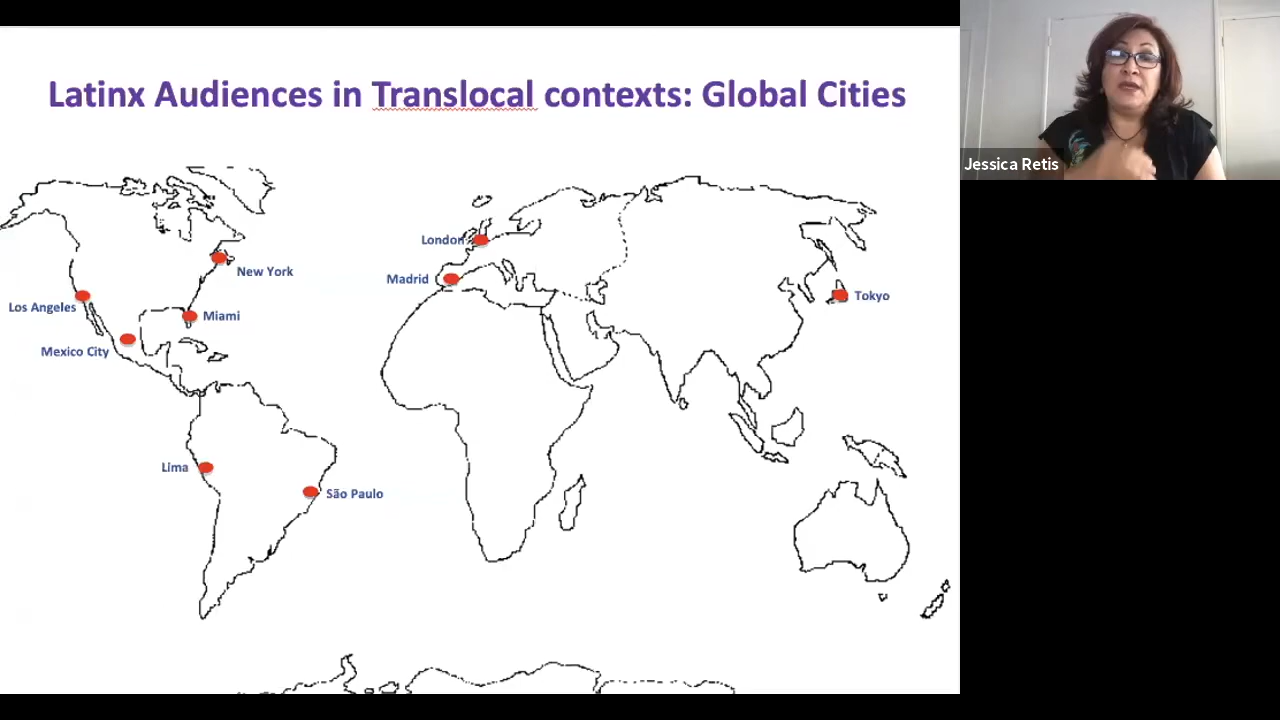 Latinx Audiences in Translocal contexts: Global Cities
Jessica Retis
London
New York
Madrid
Los Angeles
Tokyo
Miami
Mexico City
Lima
São Paulo